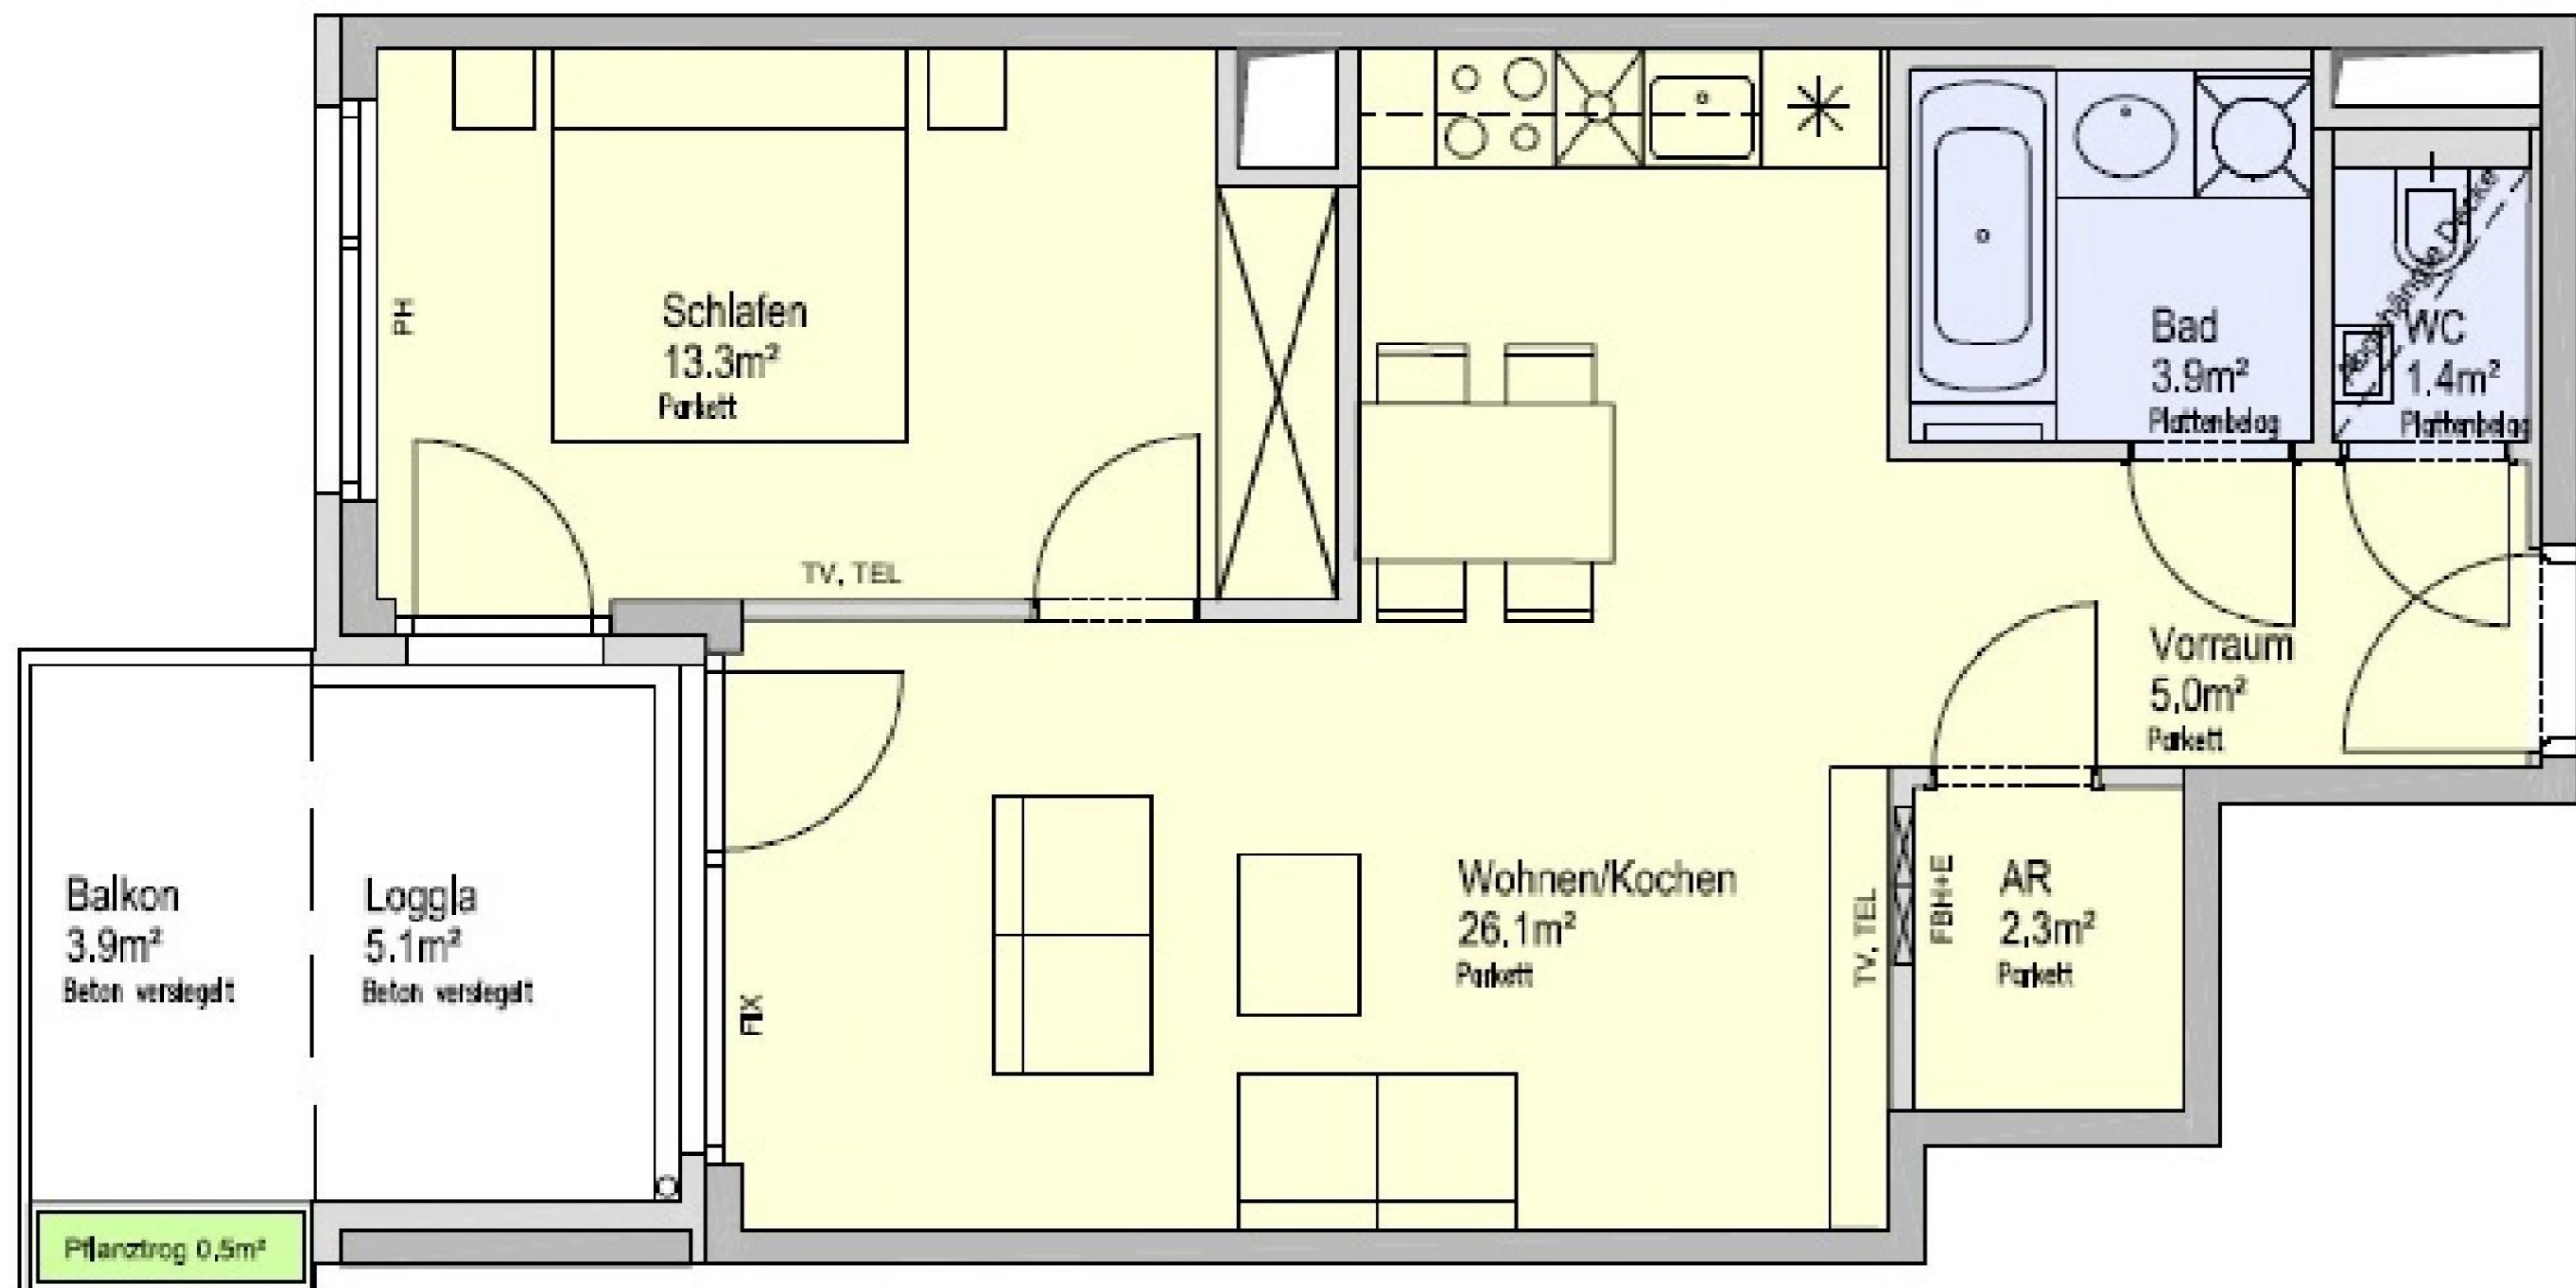 Schlafen
13.3m²
Parkett
PH
TV, TEL
Bad
3.9m²
Plattenbelag
WC
1.4m²
Plattenbelag
Abgehängte Decke
Vorraum
5.0m²
Parkett
Balkon
3.9m²
Beton versiegelt
Loggia
5.1m²
Beton versiegelt
FIX
Wohnen/Kochen
26.1m²
Parkett
TV, TEL
FBH+E
AR
2.3m²
Parkett
Pflanztrog 0,5m²